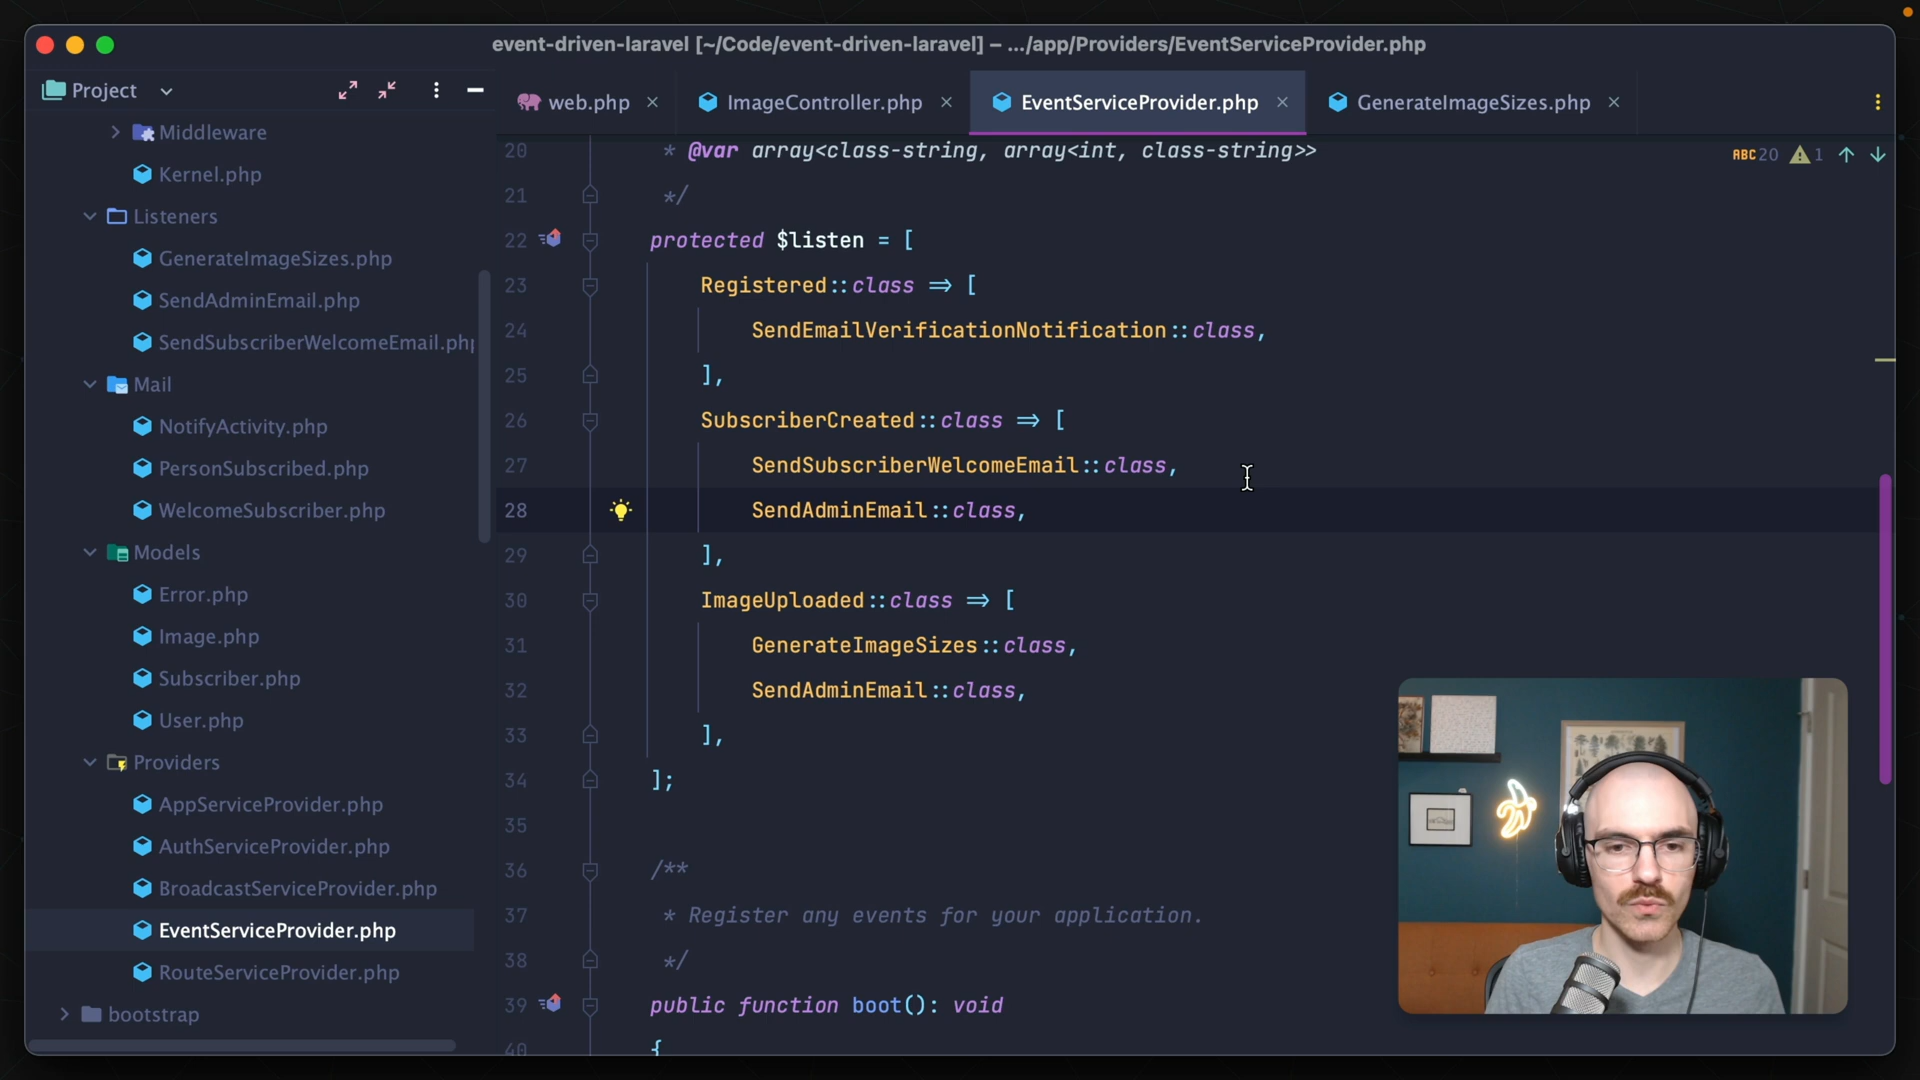 event-driven-laravel [~/Code/event-driven-laravel] – .../app/Providers/EventServiceProvider.php
Project
web.php
ImageController.php
EventServiceProvider.php
GenerateImageSizes.php
Middleware
Kernel.php
Listeners
GenerateImageSizes.php
SendAdminEmail.php
SendSubscriberWelcomeEmail.php
Mail
NotifyActivity.php
PersonSubscribed.php
WelcomeSubscriber.php
Models
Error.php
Image.php
Subscriber.php
User.php
Providers
AppServiceProvider.php
AuthServiceProvider.php
BroadcastServiceProvider.php
EventServiceProvider.php
RouteServiceProvider.php
bootstrap
ABC 20 1
20 * @var array<class-string, array<int, class-string>>
21 */
22 protected $listen = [
23 Registered::class => [
24 SendEmailVerificationNotification::class,
25 ],
26 SubscriberCreated::class => [
27 SendSubscriberWelcomeEmail::class,
28 SendAdminEmail::class,
29 ],
30 ImageUploaded::class => [
31 GenerateImageSizes::class,
32 SendAdminEmail::class,
33 ],
34 ];
35
36 /**
37 * Register any events for your application.
38 */
39 public function boot(): void
40 {